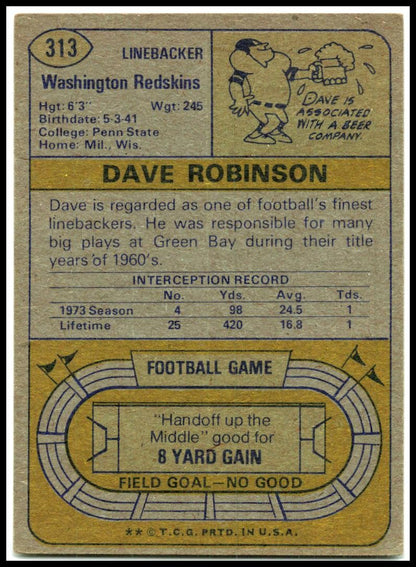 313
LINEBACKER
Washington Redskins
Hgt: 6'3" Wgt: 245
Birthdate: 5-3-41
College: Penn State
Home: Mil., Wis.
DAVE IS
ASSOCIATED
WITH A BEER
COMPANY.
DAVE ROBINSON
Dave is regarded as one of football's finest
linebackers. He was responsible for many
big plays at Green Bay during their title
years of 1960's.
INTERCEPTION RECORD
No. Yds. Avg. Tds.
1973 Season 4 98 24.5 1
Lifetime 25 420 16.8 1
FOOTBALL GAME
"Handoff up the
Middle" good for
8 YARD GAIN
FIELD GOAL—NO GOOD
** © T.C.G. PRTD. IN U.S.A.